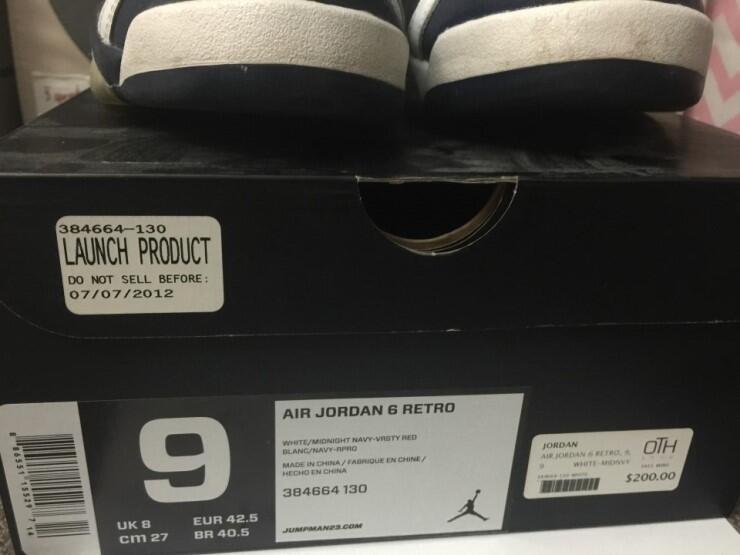 384664-130
LAUNCH PRODUCT
DO NOT SELL BEFORE:
07/07/2012
9
UK 8
EUR 42.5
cm 27
BR 40.5
AIR JORDAN 6 RETRO
WHITE/MIDNIGHT NAVY-VRSTY RED
BLANC/NAVY-RPRO
MADE IN CHINA / FABRIQUE EN CHINE /
HECHO EN CHINA
384664 130
JUMPMAN23.COM
JORDAN
OTH
AIR JORDAN 6 RETRO, 9,
9
WHITE-MIDNVY
$200.00